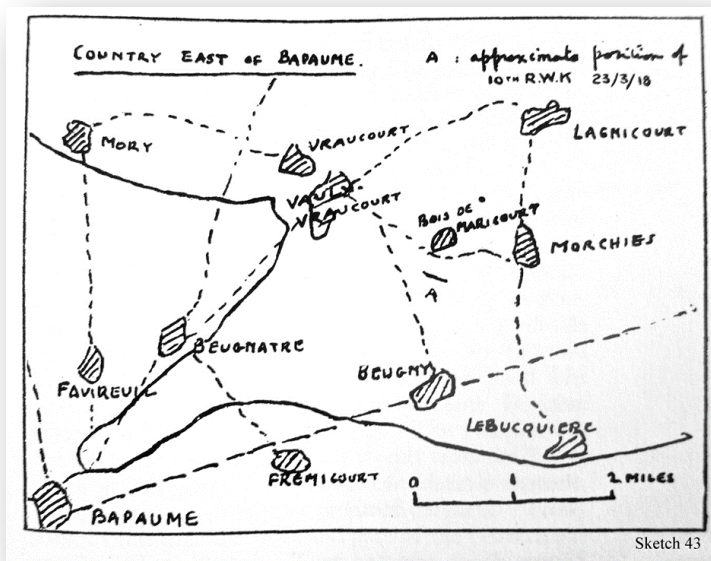 COUNTRY EAST OF BAPAUME.
A : approximate position of
10TH R.W.K 23/3/18
MORY
VRAUCOURT
LAGNICOURT
VAULX
VRAUCOURT
BOIS DE
MARICOURT
MORCHIES
A
BEUGNATRE
FAVREUIL
BEUGNY
LEBUCQUIERE
FREMICOURT
0 1 2 MILES
BAPAUME
Sketch 43